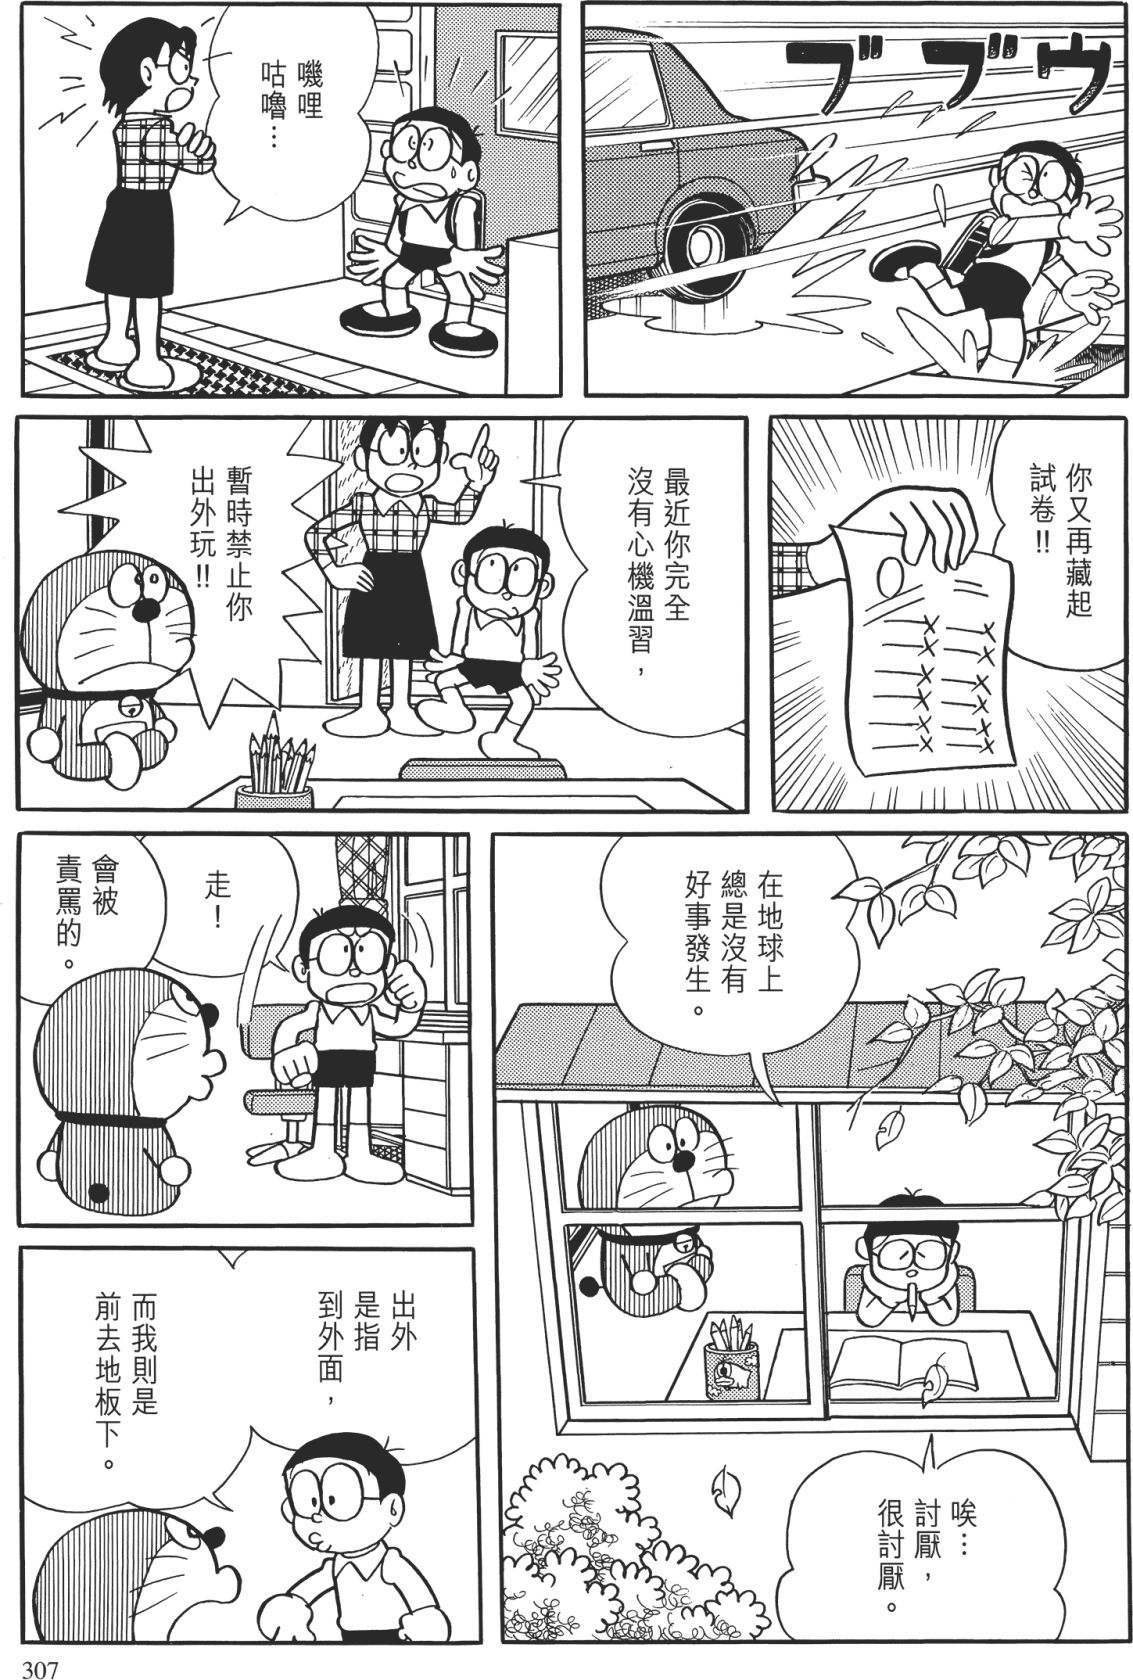 ブブウ
嘰哩
咕嚕…
你又再藏起
試卷!!
最近你完全
沒有心機溫習，
暫時禁止你
出外玩!!
在地球上
總是沒有
好事發生。
唉…
討厭，
很討厭。
走！
會被
責罵的。
出外
是指
到外面，
而我則是
前去地板下。
307